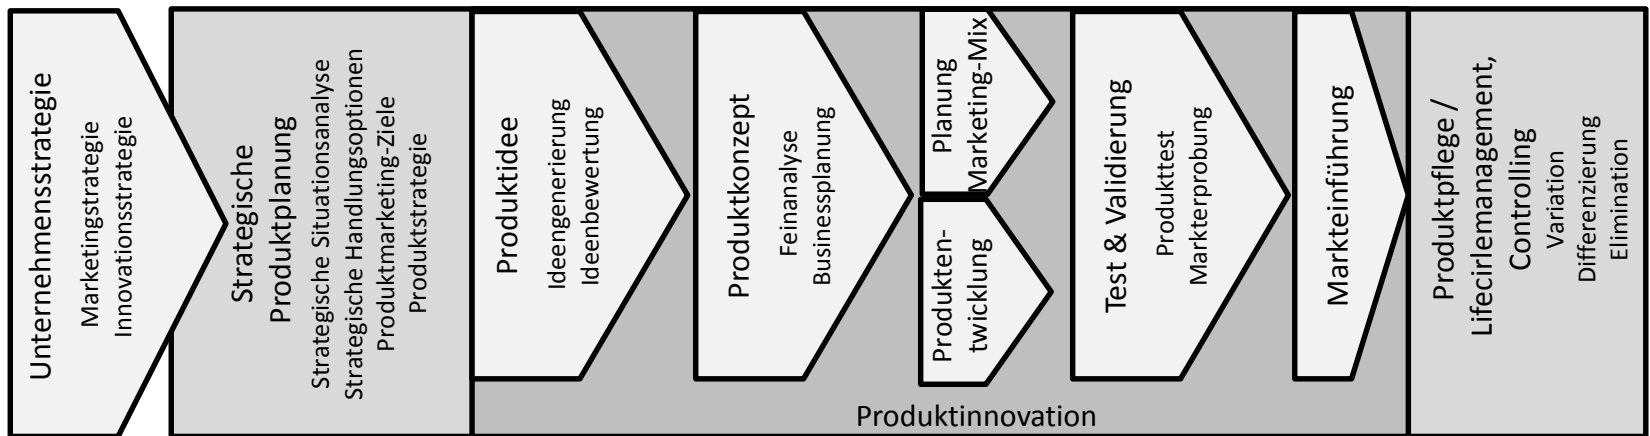 Unternehmensstrategie
Marketingstrategie
Innovationsstrategie
Strategische
Produktplanung
Strategische Situationsanalyse
Strategische Handlungsoptionen
Produktmarketing-Ziele
Produktstrategie
Produktidee
Ideengenerierung
Ideenbewertung
Produktkonzept
Feinanalyse
Businessplanung
Planung
Marketing-Mix
Produkten-
twicklung
Test & Validierung
Produkttest
Markterprobung
Markteinführung
Produktinnovation
Produktpflege /
Lifecirlemanagement,
Controlling
Variation
Differenzierung
Elimination